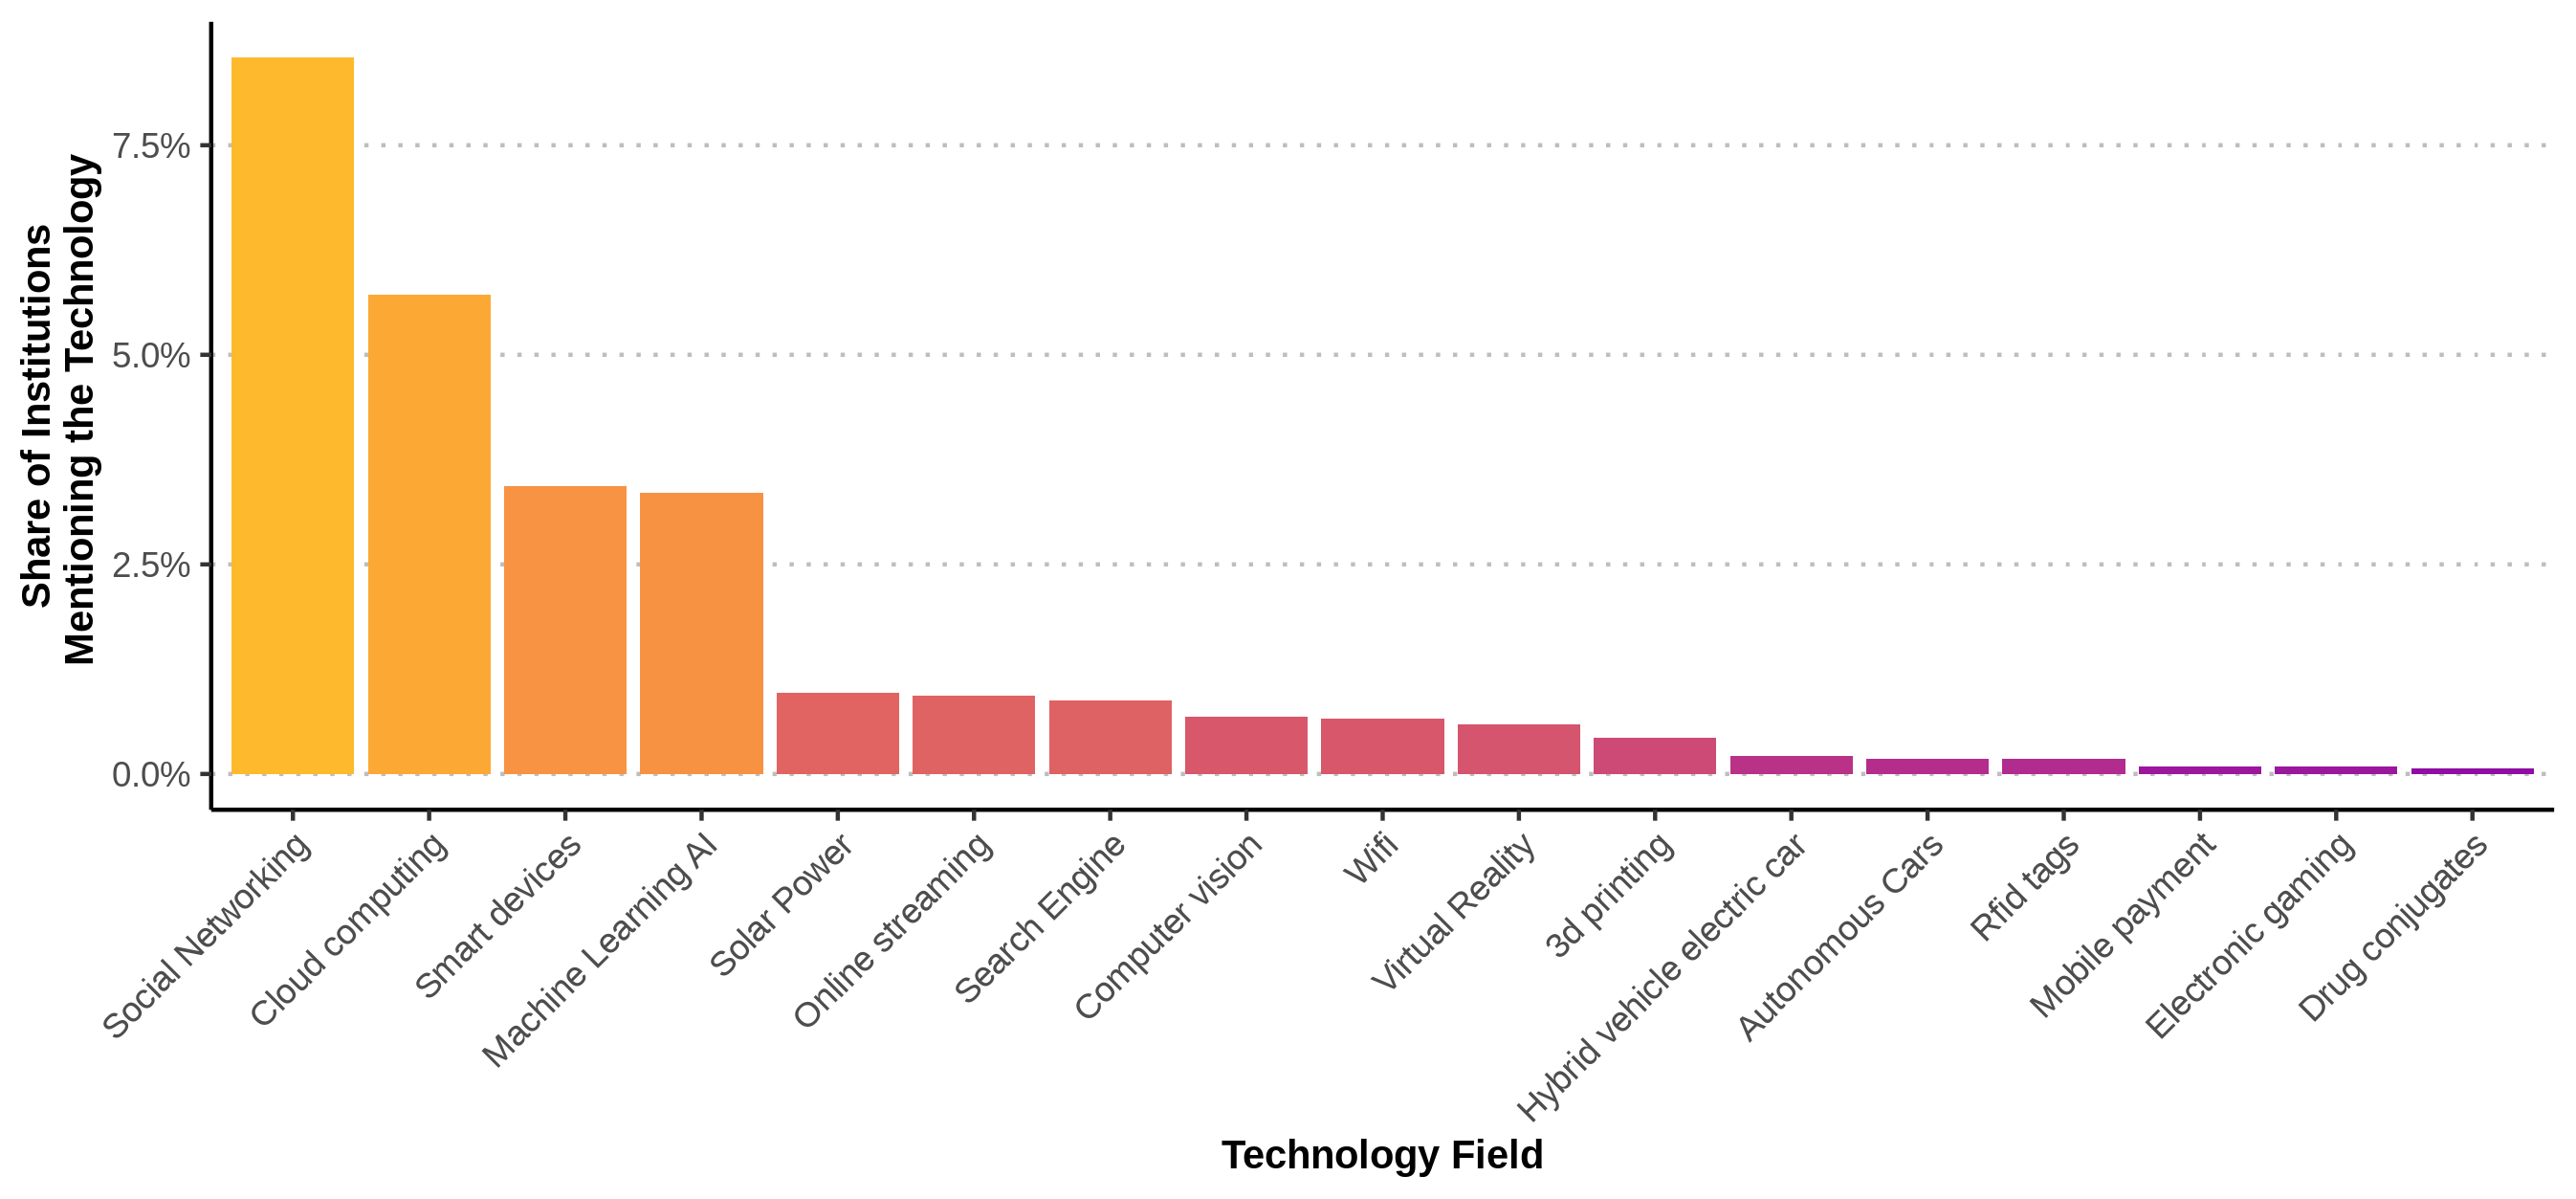 Share of Institutions
Mentioning the Technology
7.5%
5.0%
2.5%
0.0%
Social Networking
Cloud computing
Smart devices
Machine Learning AI
Solar Power
Online streaming
Search Engine
Computer vision
Wifi
Virtual Reality
3d printing
Hybrid vehicle electric car
Autonomous Cars
Rfid tags
Mobile payment
Electronic gaming
Drug conjugates
Technology Field